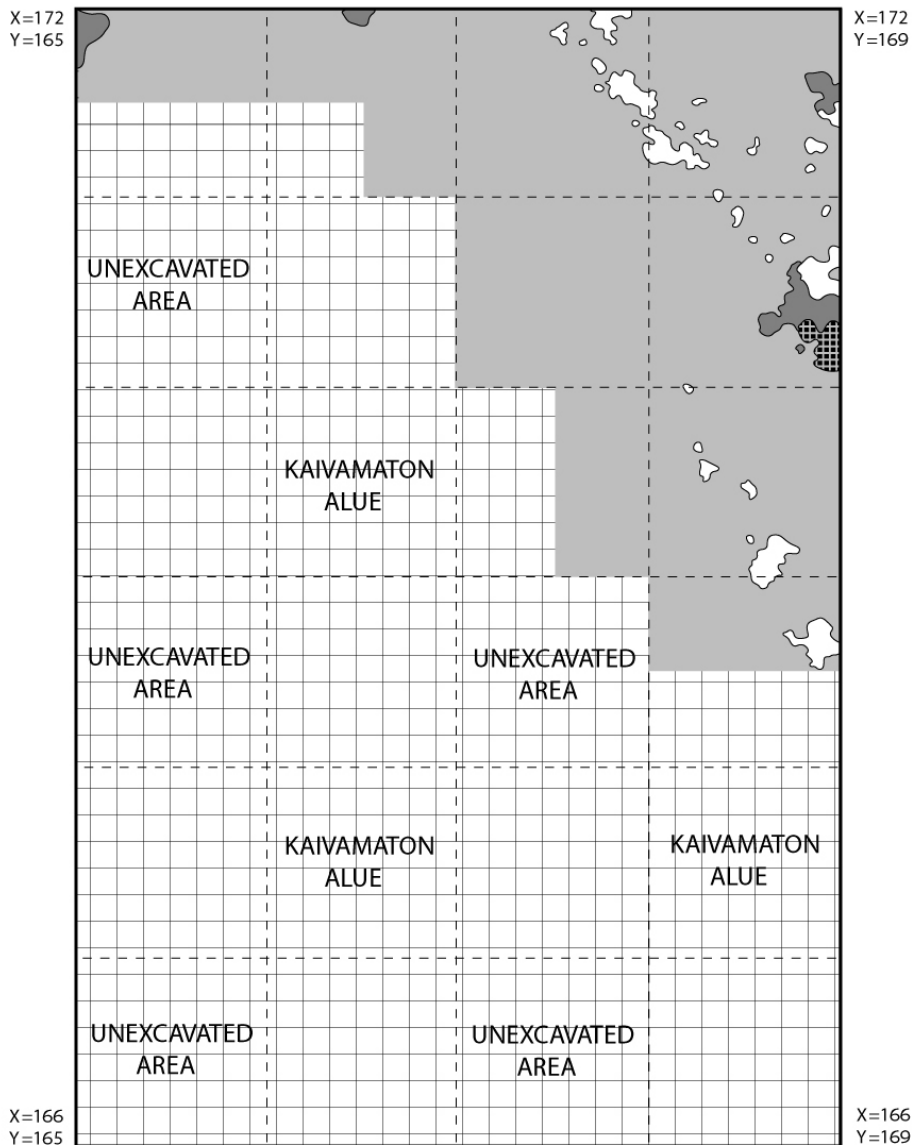 X=172
Y=165
X=172
Y=169
UNEXCAVATED
AREA
KAIVAMATON
ALUE
UNEXCAVATED
AREA
UNEXCAVATED
AREA
KAIVAMATON
ALUE
KAIVAMATON
ALUE
UNEXCAVATED
AREA
UNEXCAVATED
AREA
X=166
Y=165
X=166
Y=169